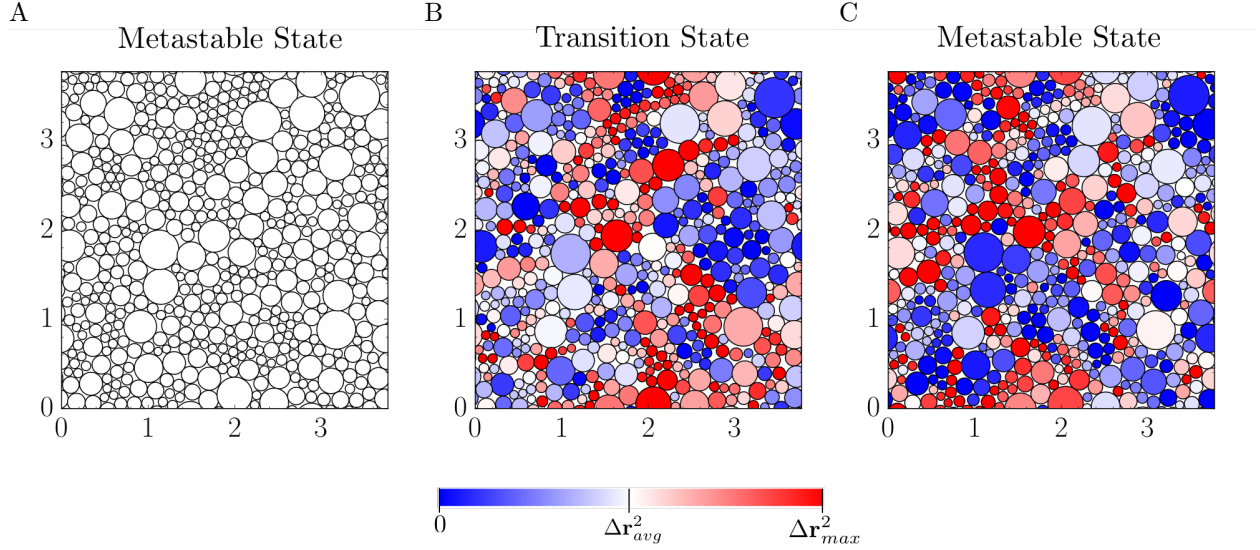 A B C
Metastable State Transition State Metastable State
3 3 3
2 2 2
1 1 1
0 0 0
0 1 2 3 0 1 2 3 0 1 2 3
0 Δr²avg Δr²max